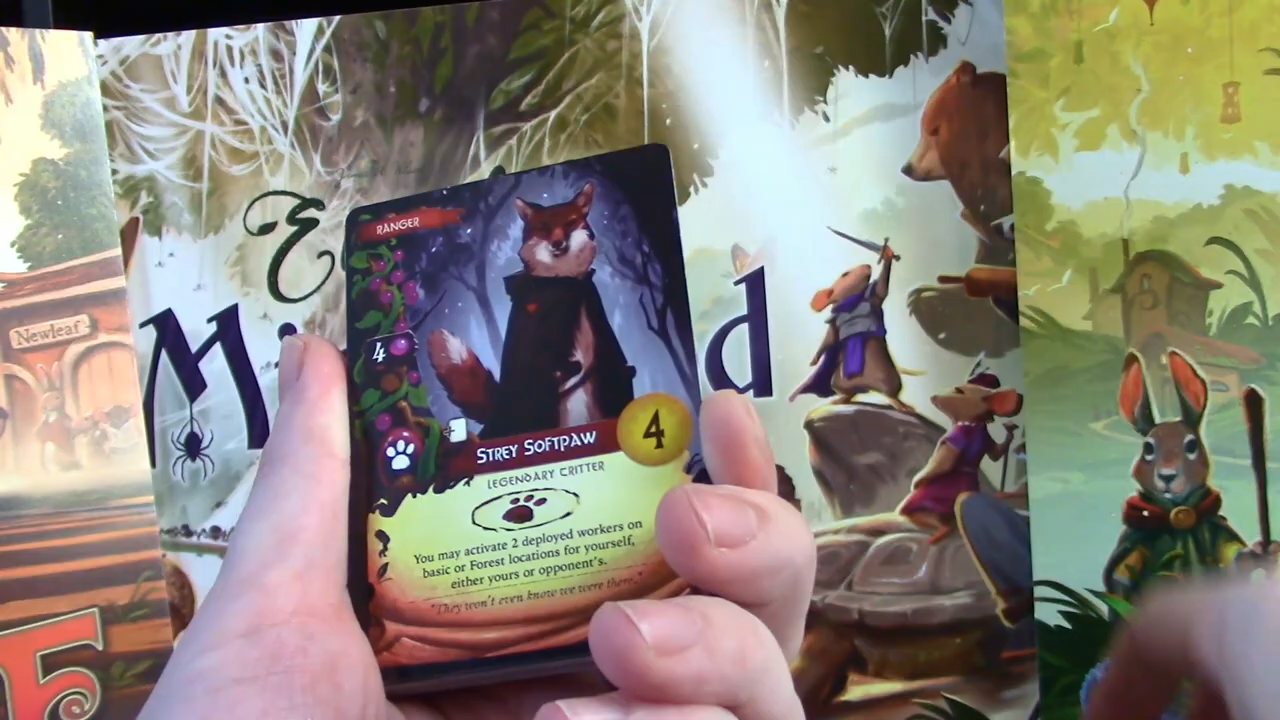 Newleaf
E
Mi
d
RANGER
4
STREY SOFTPAW
4
LEGENDARY CRITTER
You may activate 2 deployed workers on
basic or Forest locations for yourself,
either yours or opponent's.
"They won't even know we were there."